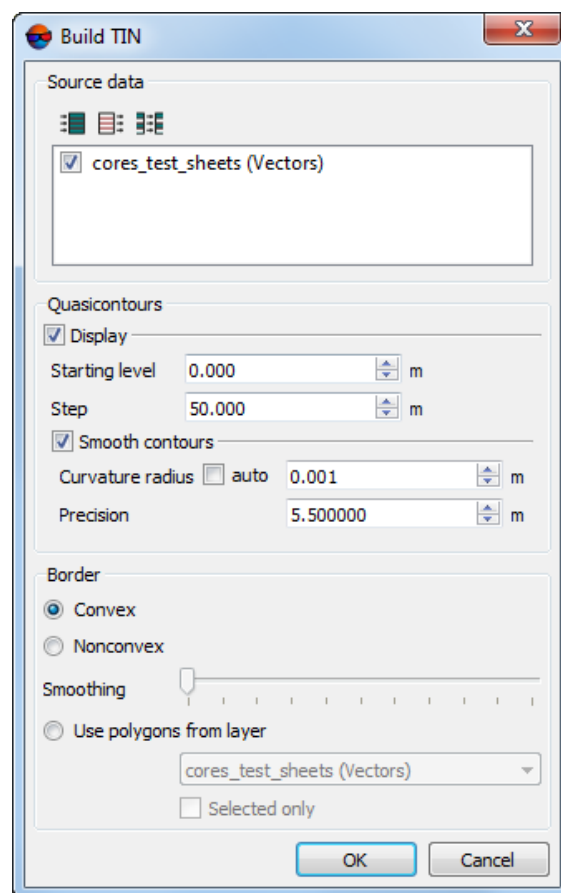 Build TIN
Source data
cores_test_sheets (Vectors)
Quasicontours
Display
Starting level 0.000 m
Step 50.000 m
Smooth contours
Curvature radius auto 0.001 m
Precision 5.500000 m
Border
Convex
Nonconvex
Smoothing
Use polygons from layer
cores_test_sheets (Vectors)
Selected only
OK Cancel